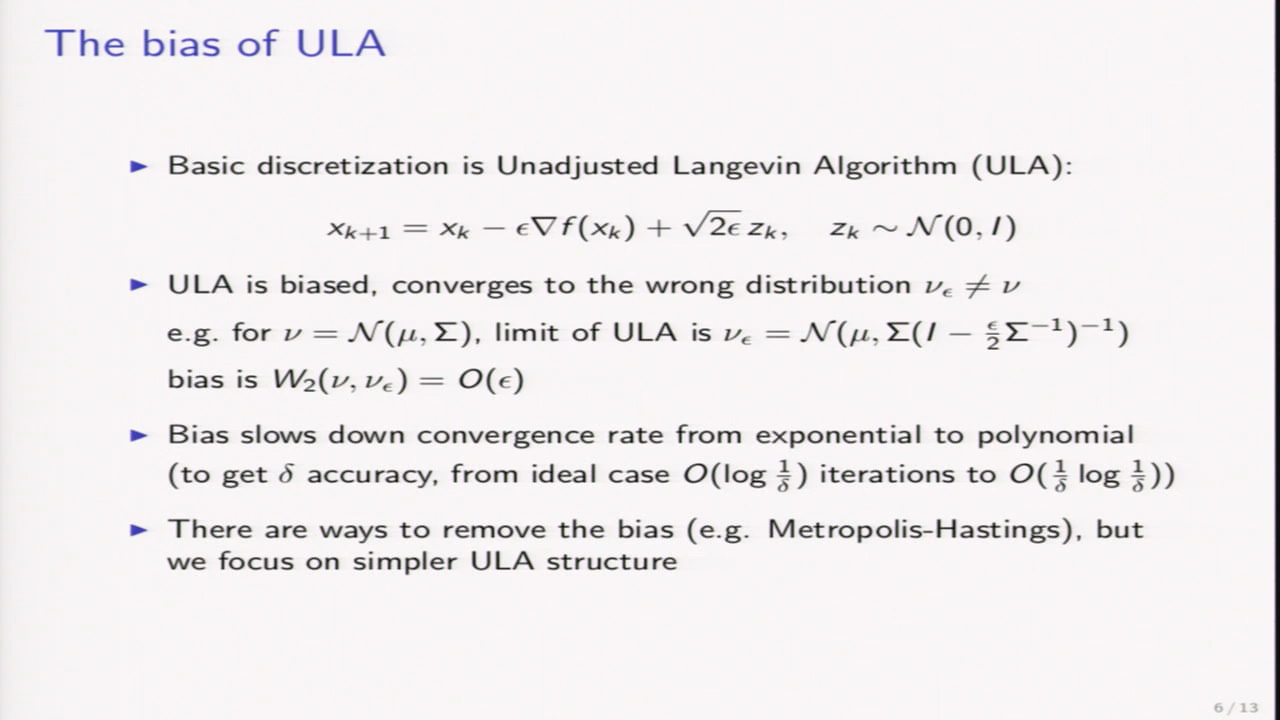 The bias of ULA
► Basic discretization is Unadjusted Langevin Algorithm (ULA):
x_{k+1} = x_k − ϵ∇f(x_k) + √(2ϵ) z_k, z_k ∼ 𝒩(0, I)
► ULA is biased, converges to the wrong distribution ν_ϵ ≠ ν
e.g. for ν = 𝒩(μ, Σ), limit of ULA is ν_ϵ = 𝒩(μ, Σ(I − \frac{ϵ}{2}Σ^{−1})^{−1})
bias is W_2(ν, ν_ϵ) = O(ϵ)
► Bias slows down convergence rate from exponential to polynomial
(to get δ accuracy, from ideal case O(log \frac{1}{δ}) iterations to O(\frac{1}{δ} log \frac{1}{δ}))
► There are ways to remove the bias (e.g. Metropolis-Hastings), but
we focus on simpler ULA structure
6 / 13